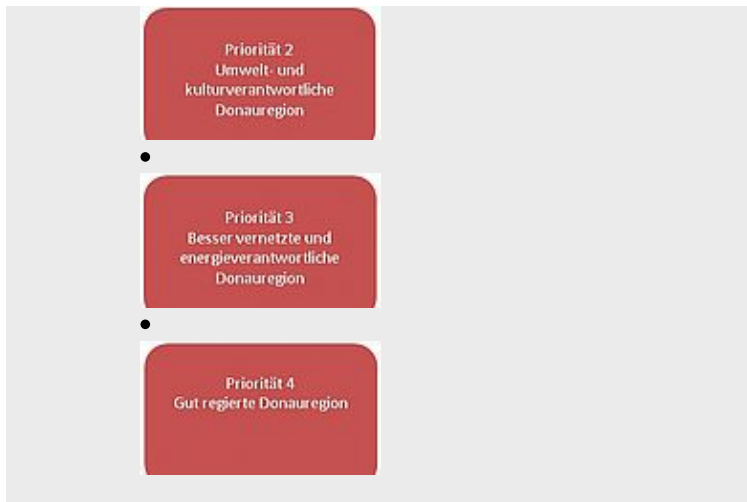 Priorität 2
Umwelt- und
kulturverantwortliche
Donauregion
Priorität 3
Besser vernetzte und
energieverantwortliche
Donauregion
Priorität 4
Gut regierte Donauregion